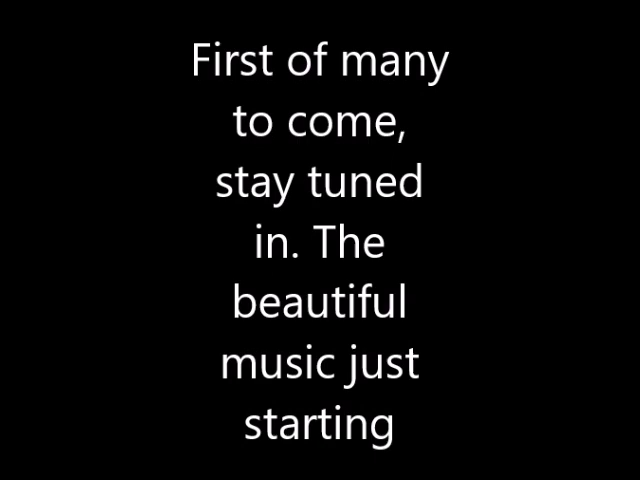 First of many
to come,
stay tuned
in. The
beautiful
music just
starting